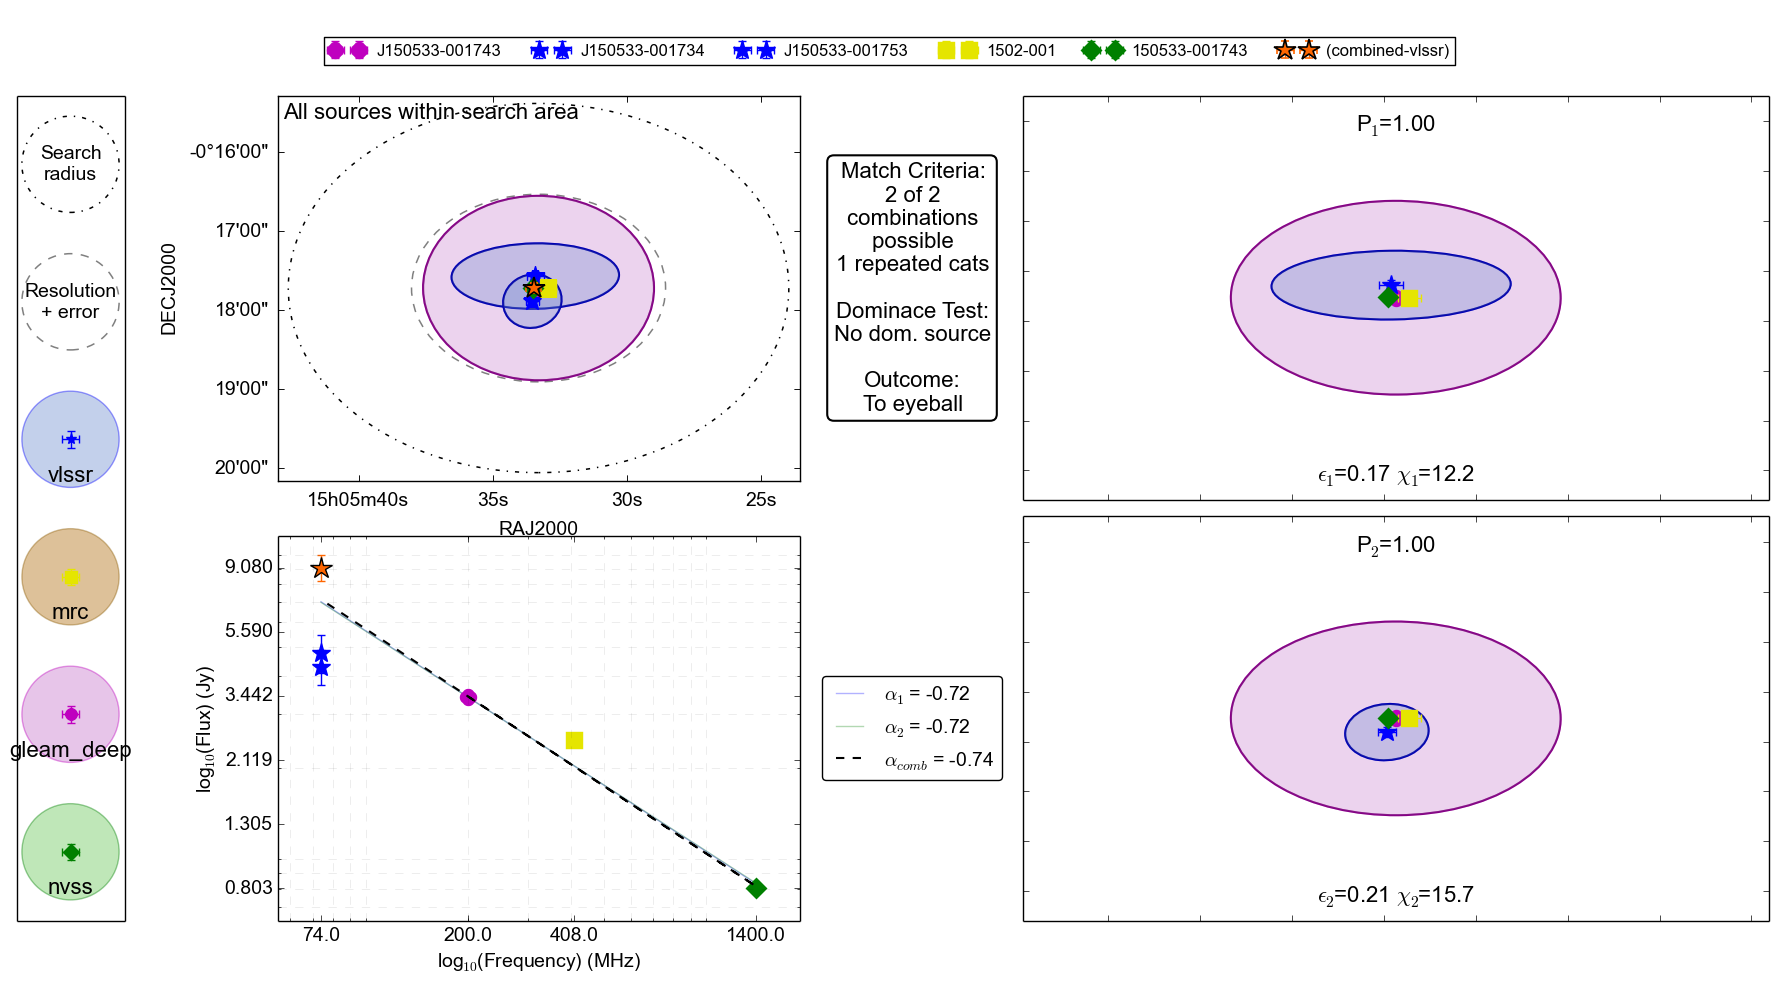 J150533-001743 J150533-001734 J150533-001753 1502-001 150533-001743 (combined-vlssr)
Search
radius
Resolution
+ error
vlssr
mrc
gleam_deep
nvss
All sources within search area
DECJ2000
-0°16'00"
17'00"
18'00"
19'00"
20'00"
15h05m40s 35s 30s 25s
RAJ2000
Match Criteria:
2 of 2
combinations
possible
1 repeated cats
Dominace Test:
No dom. source
Outcome:
To eyeball
P₁=1.00
ϵ₁=0.17 χ₁=12.2
log₁₀(Flux) (Jy)
9.080
5.590
3.442
2.119
1.305
0.803
74.0 200.0 408.0 1400.0
log₁₀(Frequency) (MHz)
α₁ = -0.72
α₂ = -0.72
α_comb = -0.74
P₂=1.00
ϵ₂=0.21 χ₂=15.7